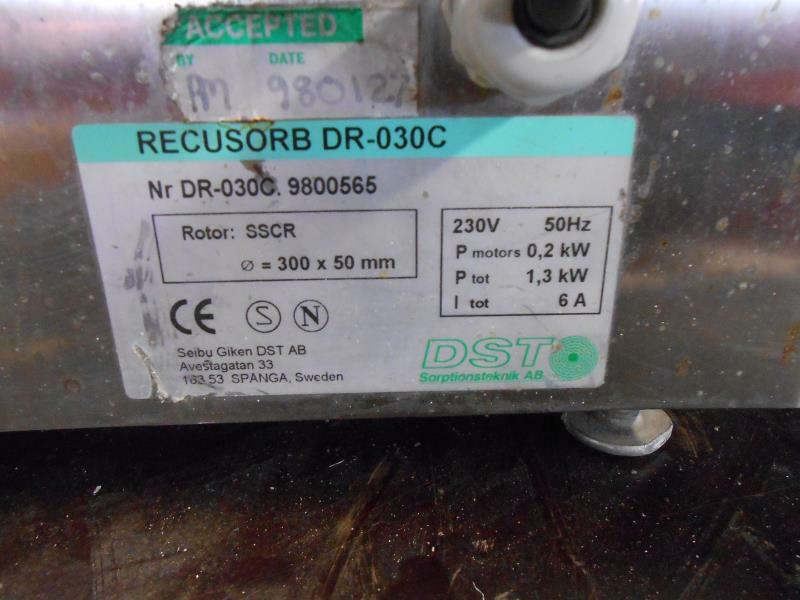 ACCEPTED
BY DATE
AM 980127
RECUSORB DR-030C
Nr DR-030C. 9800565
Rotor: SSCR
⌀ = 300 x 50 mm
230V 50Hz
P motors 0,2 kW
P tot 1,3 kW
I tot 6 A
CE S N
Seibu Giken DST AB
Avestagatan 33
163 53 SPÅNGA, Sweden
DST
Sorptionsteknik AB